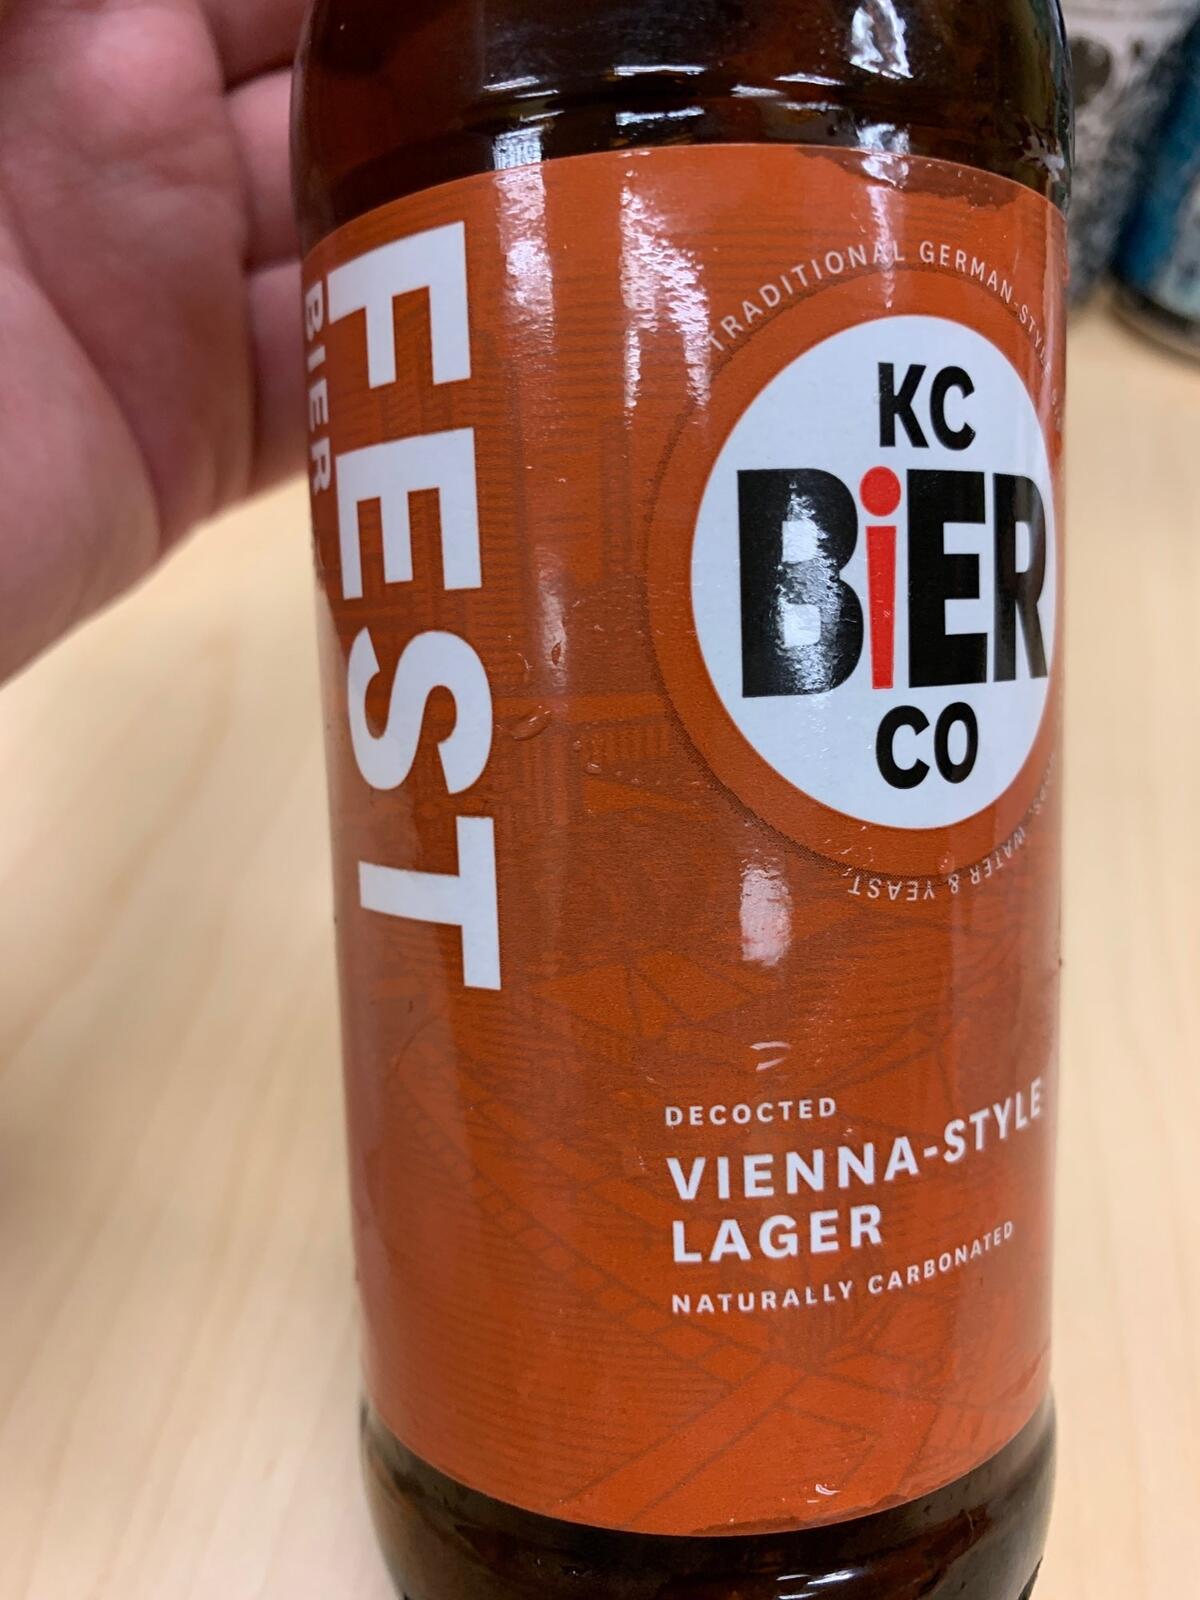 FEST
BIER
TRADITIONAL GERMAN-STYLE
KC
BiER
CO
WATER & YEAST
DECOCTED
VIENNA-STYLE
LAGER
NATURALLY CARBONATED